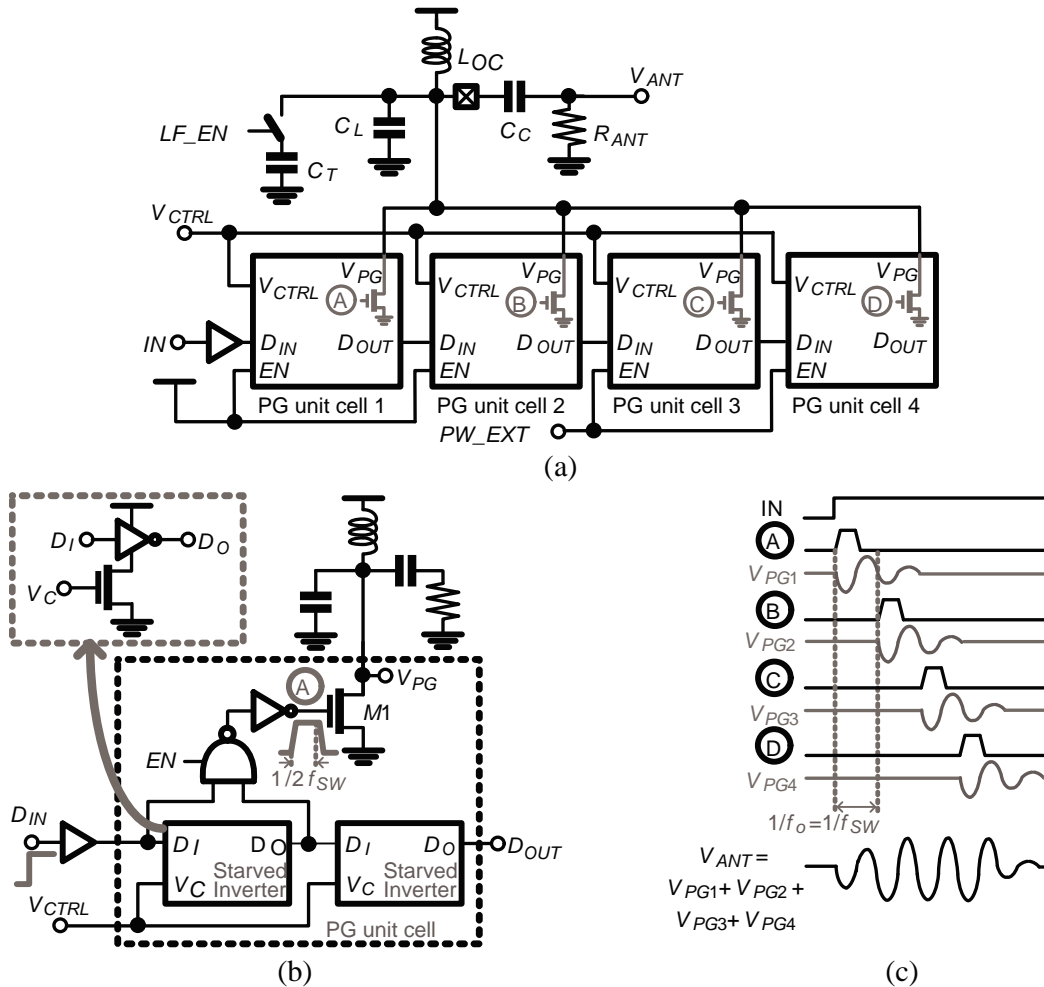 L_OC
V_ANT
LF_EN
C_L
C_C
R_ANT
C_T
V_CTRL
V_PG V_PG V_PG V_PG
V_CTRL V_CTRL V_CTRL V_CTRL
A B C D
IN
D_IN D_OUT D_IN D_OUT D_IN D_OUT D_OUT
EN EN EN
PG unit cell 1 PG unit cell 2 PG unit cell 3 PG unit cell 4
PW_EXT
(a)
D_I D_O
V_C
V_PG
A
M1
EN
1/2 f_SW
D_IN
D_I D_O D_I D_O D_OUT
Starved Starved
V_C Inverter V_C Inverter
V_CTRL
PG unit cell
(b)
IN
A
V_PG1
B
V_PG2
C
V_PG3
D
V_PG4
1/f_o=1/f_SW
V_ANT =
V_PG1+ V_PG2 +
V_PG3+ V_PG4
(c)